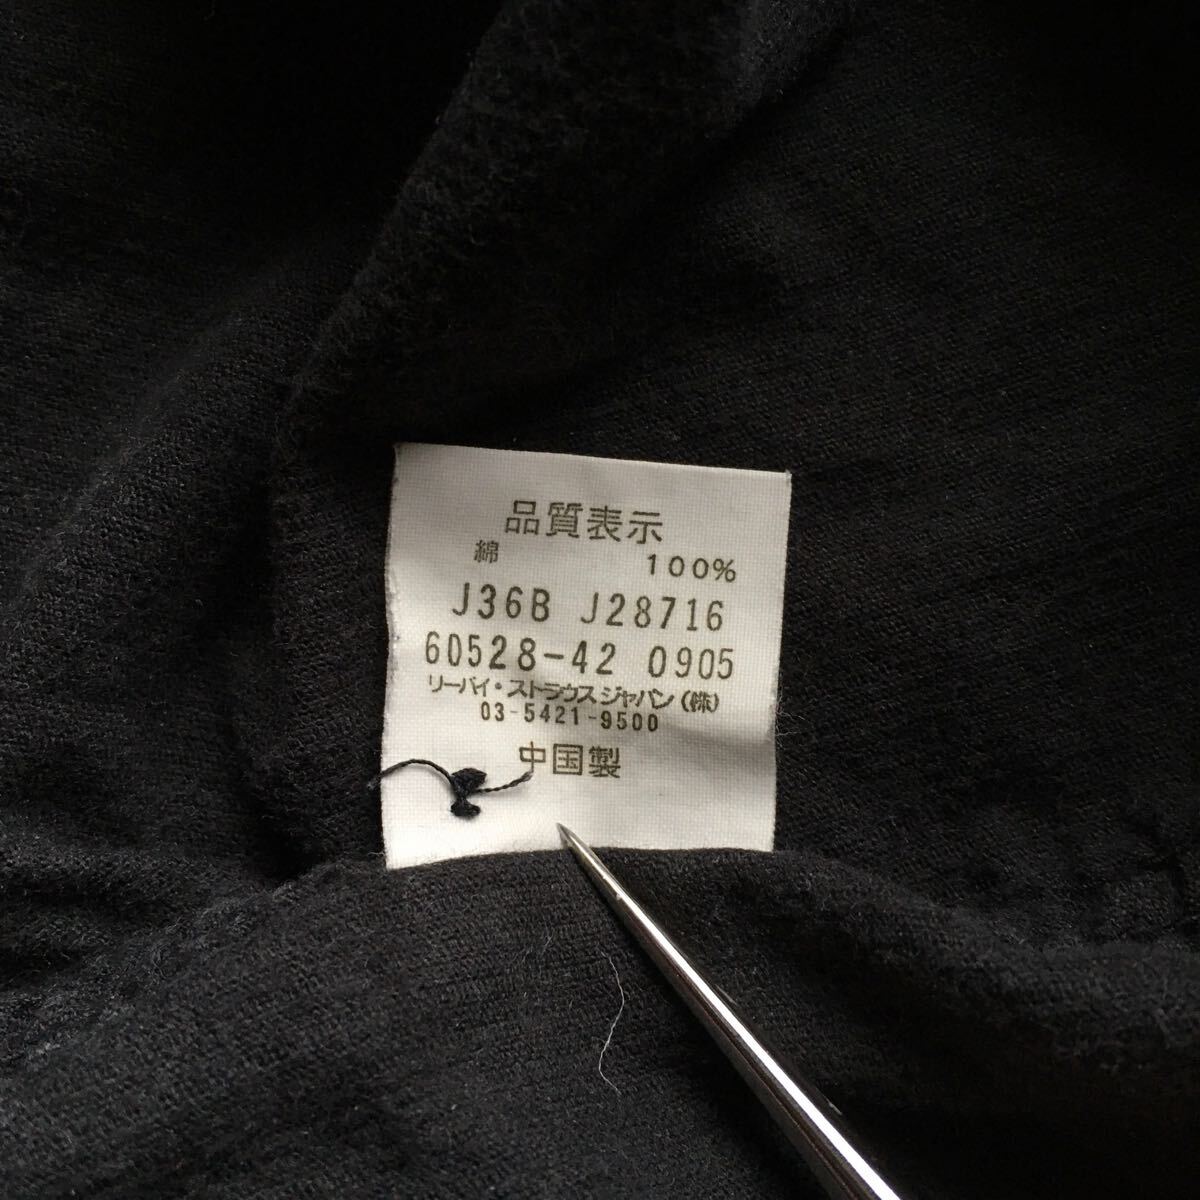 品質表示
綿 100%
J36B J28716
60528-42 0905
リーバイ・ストラウスジャパン(株)
03-5421-9500
中国製